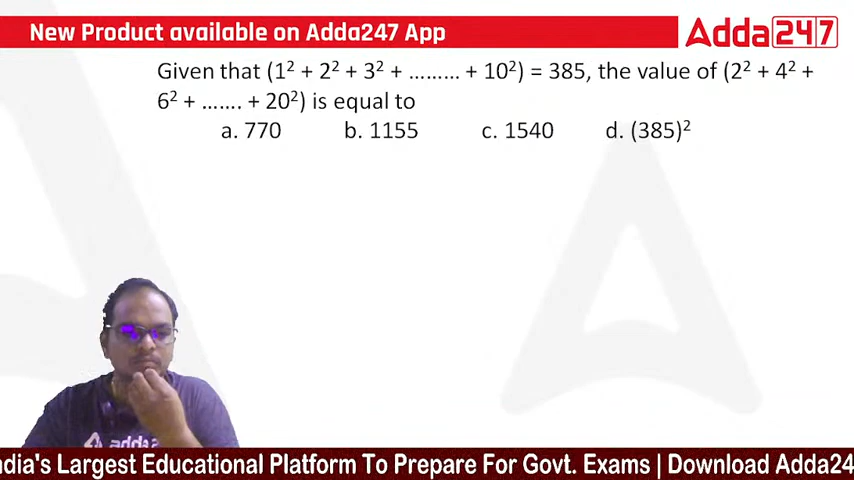 New Product available on Adda247 App
Adda247
Given that (1² + 2² + 3² + ……… + 10²) = 385, the value of (2² + 4² +
6² + ……. + 20²) is equal to
a. 770 b. 1155 c. 1540 d. (385)²
adda
ndia's Largest Educational Platform To Prepare For Govt. Exams | Download Adda24